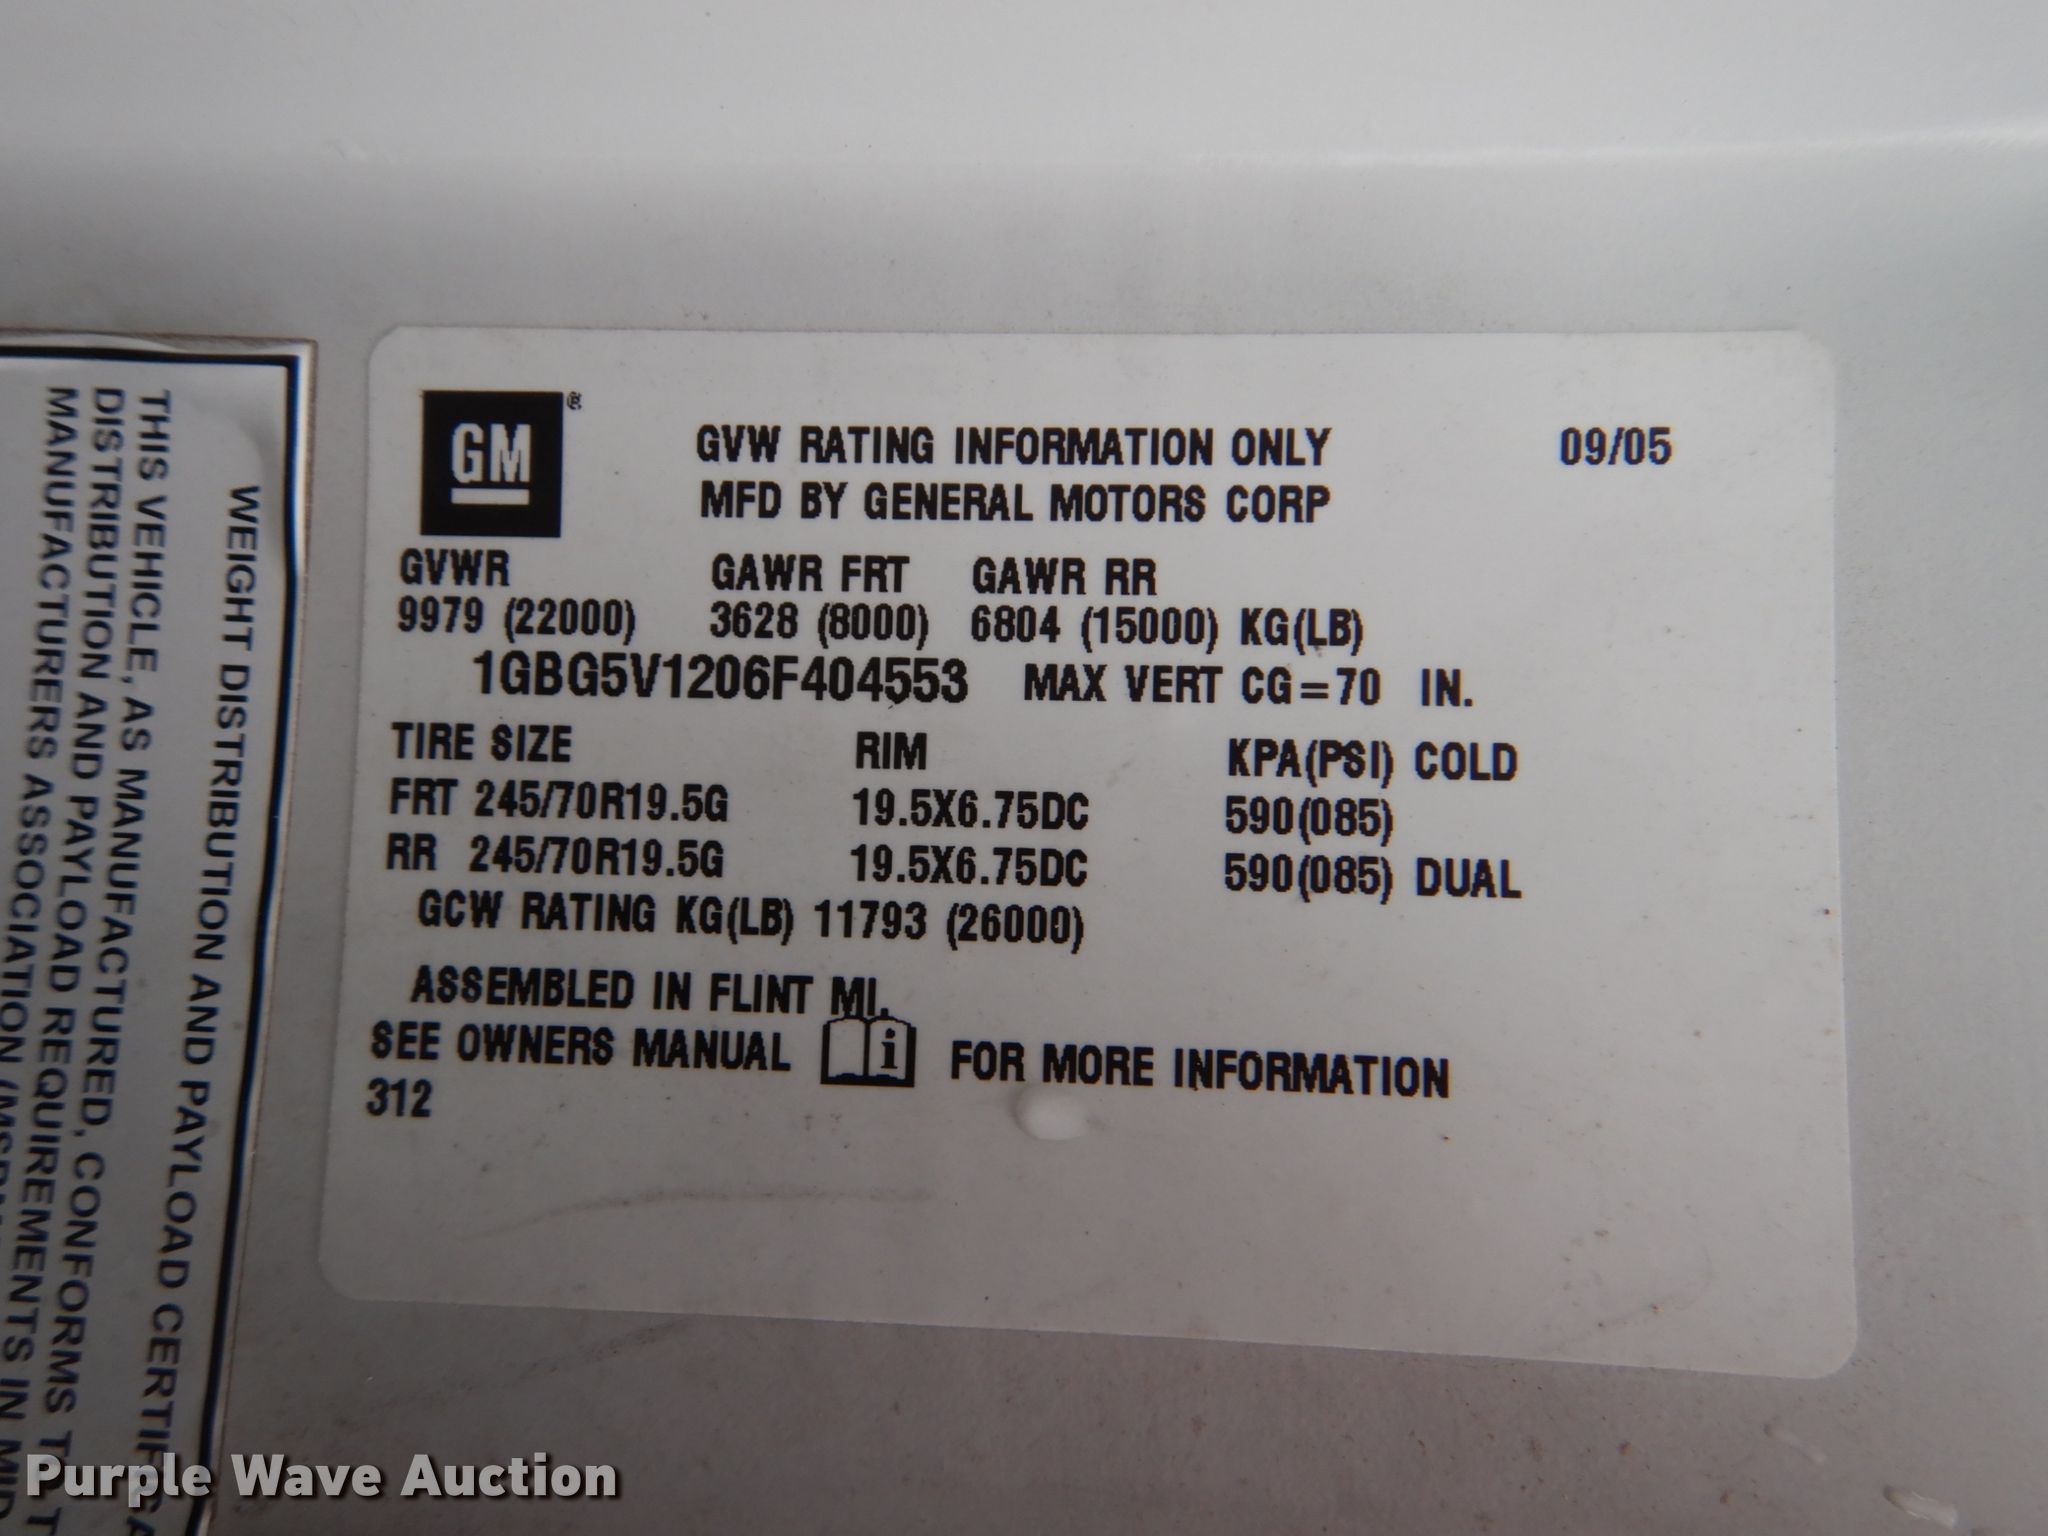 GM ®
GVW RATING INFORMATION ONLY 09/05
MFD BY GENERAL MOTORS CORP
GVWR GAWR FRT GAWR RR
9979 (22000) 3628 (8000) 6804 (15000) KG(LB)
1GBG5V1206F404553 MAX VERT CG=70 IN.
TIRE SIZE RIM KPA(PSI) COLD
FRT 245/70R19.5G 19.5X6.75DC 590(085)
RR 245/70R19.5G 19.5X6.75DC 590(085) DUAL
GCW RATING KG(LB) 11793 (26000)
ASSEMBLED IN FLINT MI.
SEE OWNERS MANUAL i FOR MORE INFORMATION
312
WEIGHT DISTRIBUTION AND PAYLOAD
THIS VEHICLE, AS MANUFACTURED, CONFORMS
DISTRIBUTION AND PAYLOAD REQUIREMENTS IN
MANUFACTURERS ASSOCIATION
Purple Wave Auction